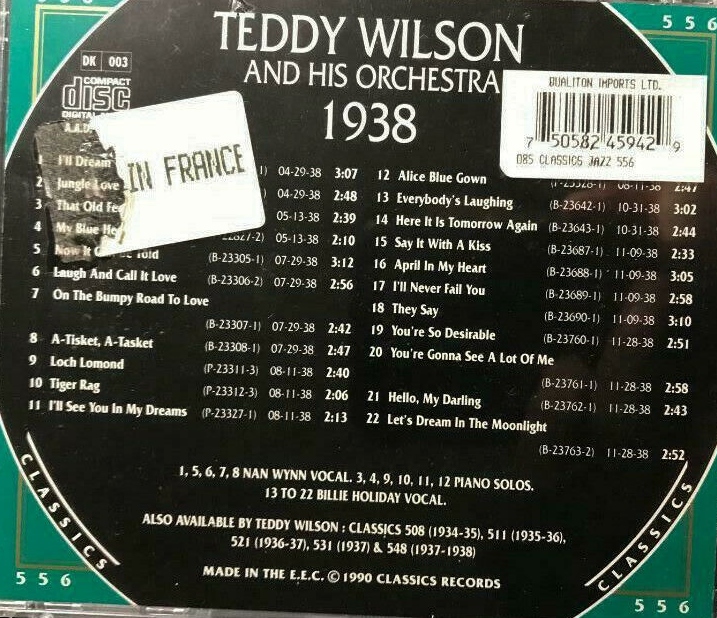 556
TEDDY WILSON
AND HIS ORCHESTRA
1938
DK 003
COMPACT
disc
DIGITAL
QUALITON IMPORTS LTD.
7 50582 45942 9
085 CLASSICS JAZZ 556
IN FRANCE
1 I'll Dream 04-29-38 3:07
2 Jungle Love 04-29-38 2:48
3 That Old 05-13-38 2:39
4 My Blue 05-13-38 2:10
5 Now It Told (B-23305-1) 07-29-38 3:12
6 Laugh And Call It Love (B-23306-2) 07-29-38 2:56
7 On The Bumpy Road To Love
(B-23307-1) 07-29-38 2:42
8 A-Tisket, A-Tasket (B-23308-1) 07-29-38 2:47
9 Loch Lomond (P-23311-3) 08-11-38 2:40
10 Tiger Rag (P-23312-3) 08-11-38 2:06
11 I'll See You In My Dreams (P-23327-1) 08-11-38 2:13
12 Alice Blue Gown (P-23328-1) 08-11-38 2:47
13 Everybody's Laughing (B-23642-1) 10-31-38 3:02
14 Here It Is Tomorrow Again (B-23643-1) 10-31-38 2:44
15 Say It With A Kiss (B-23687-1) 11-09-38 2:33
16 April In My Heart (B-23688-1) 11-09-38 3:05
17 I'll Never Fail You (B-23689-1) 11-09-38 2:58
18 They Say (B-23690-1) 11-09-38 3:10
19 You're So Desirable (B-23760-1) 11-28-38 2:51
20 You're Gonna See A Lot Of Me
(B-23761-1) 11-28-38 2:58
21 Hello, My Darling (B-23762-1) 11-28-38 2:43
22 Let's Dream In The Moonlight
(B-23763-2) 11-28-38 2:52
1, 5, 6, 7, 8 NAN WYNN VOCAL. 3, 4, 9, 10, 11, 12 PIANO SOLOS.
13 TO 22 BILLIE HOLIDAY VOCAL.
ALSO AVAILABLE BY TEDDY WILSON : CLASSICS 508 (1934-35), 511 (1935-36),
521 (1936-37), 531 (1937) & 548 (1937-1938)
MADE IN THE E.E.C. © 1990 CLASSICS RECORDS
CLASSICS
CLASSICS
556
556